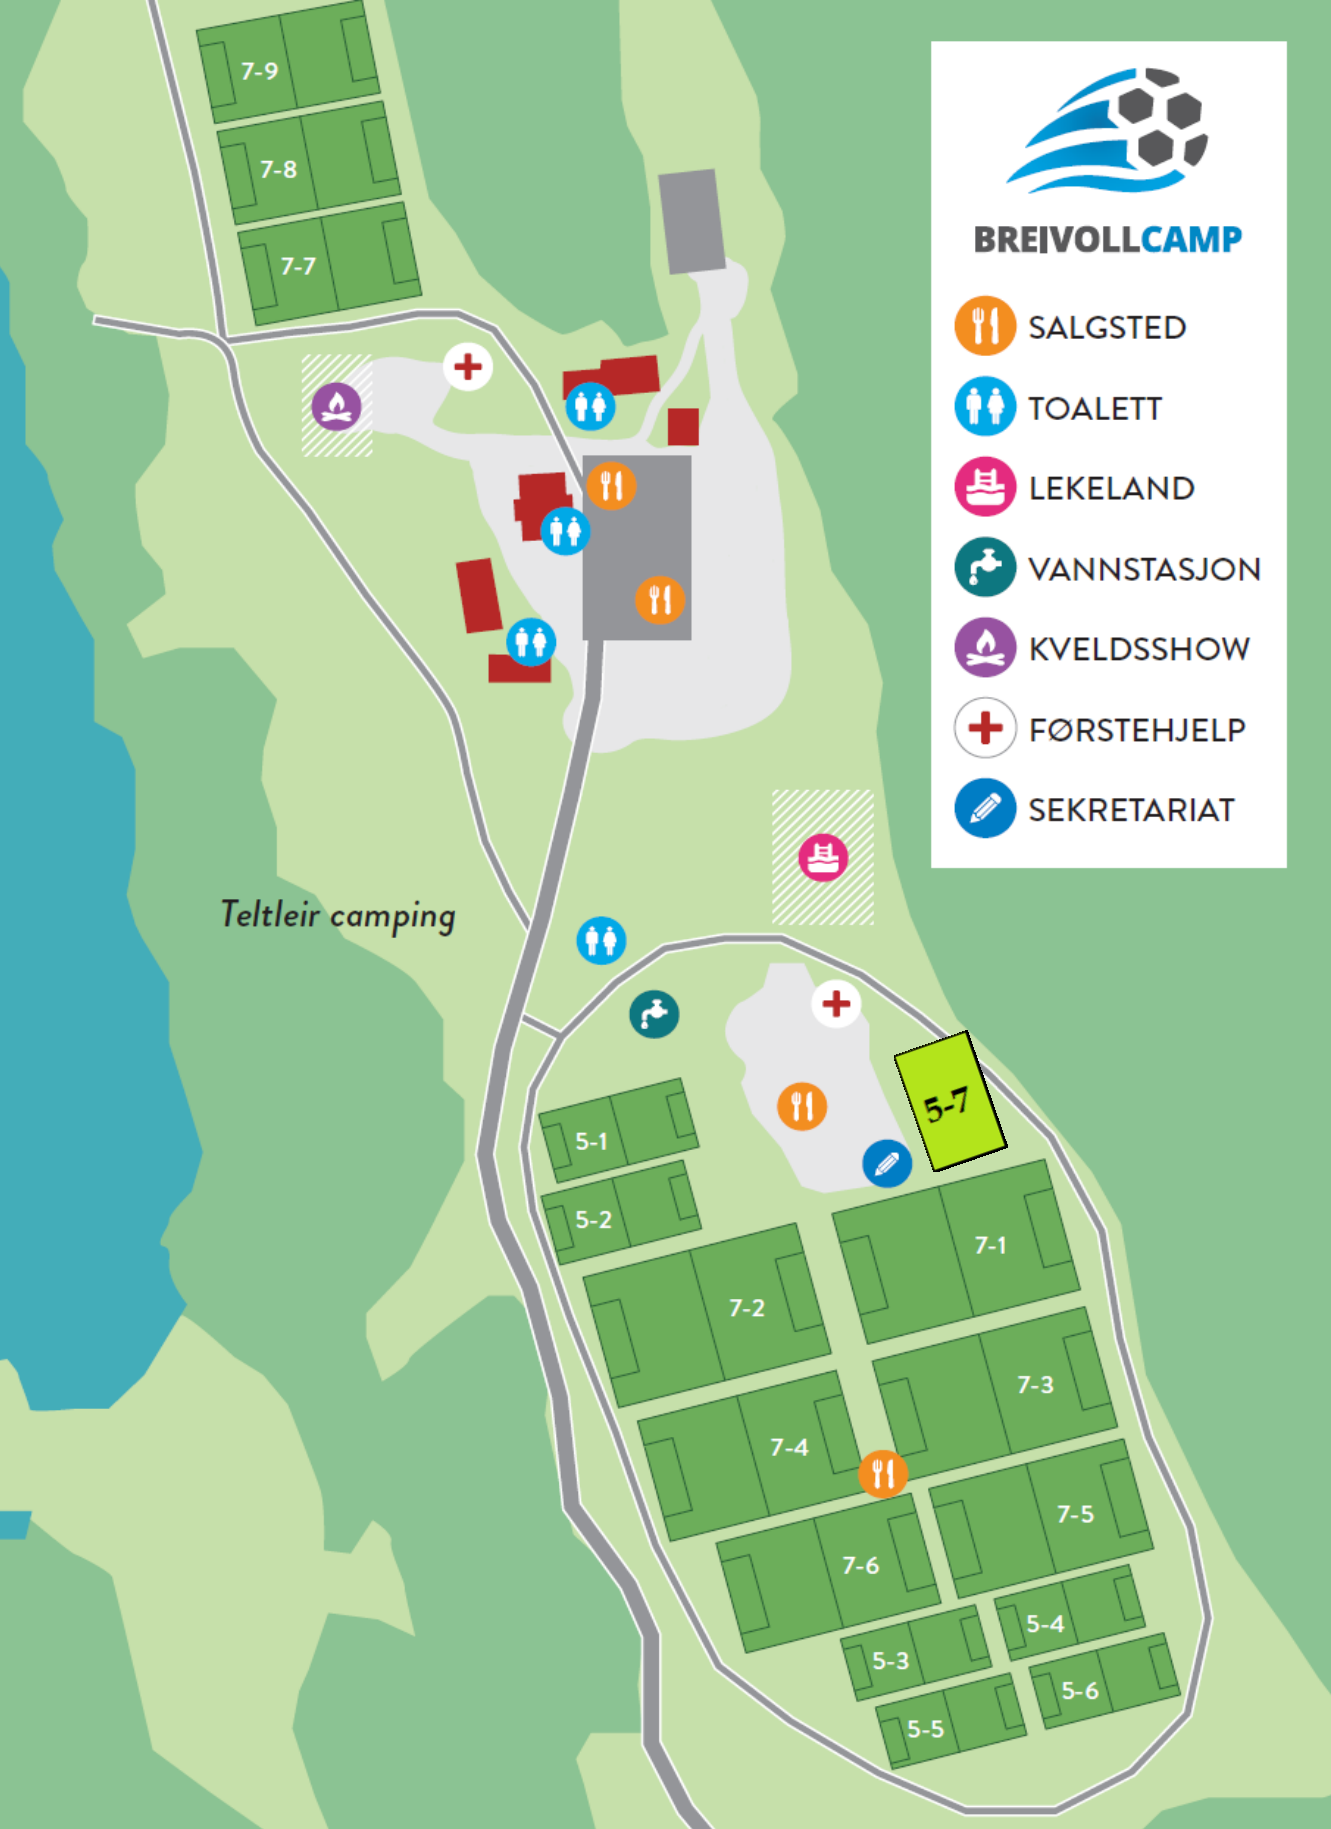 7-9
7-8
7-7
BREIVOLLCAMP
SALGSTED
TOALETT
LEKELAND
VANNSTASJON
KVELDSSHOW
FØRSTEHJELP
SEKRETARIAT
Teltleir camping
5-7
5-1
5-2
7-1
7-2
7-3
7-4
7-5
7-6
5-4
5-3
5-6
5-5